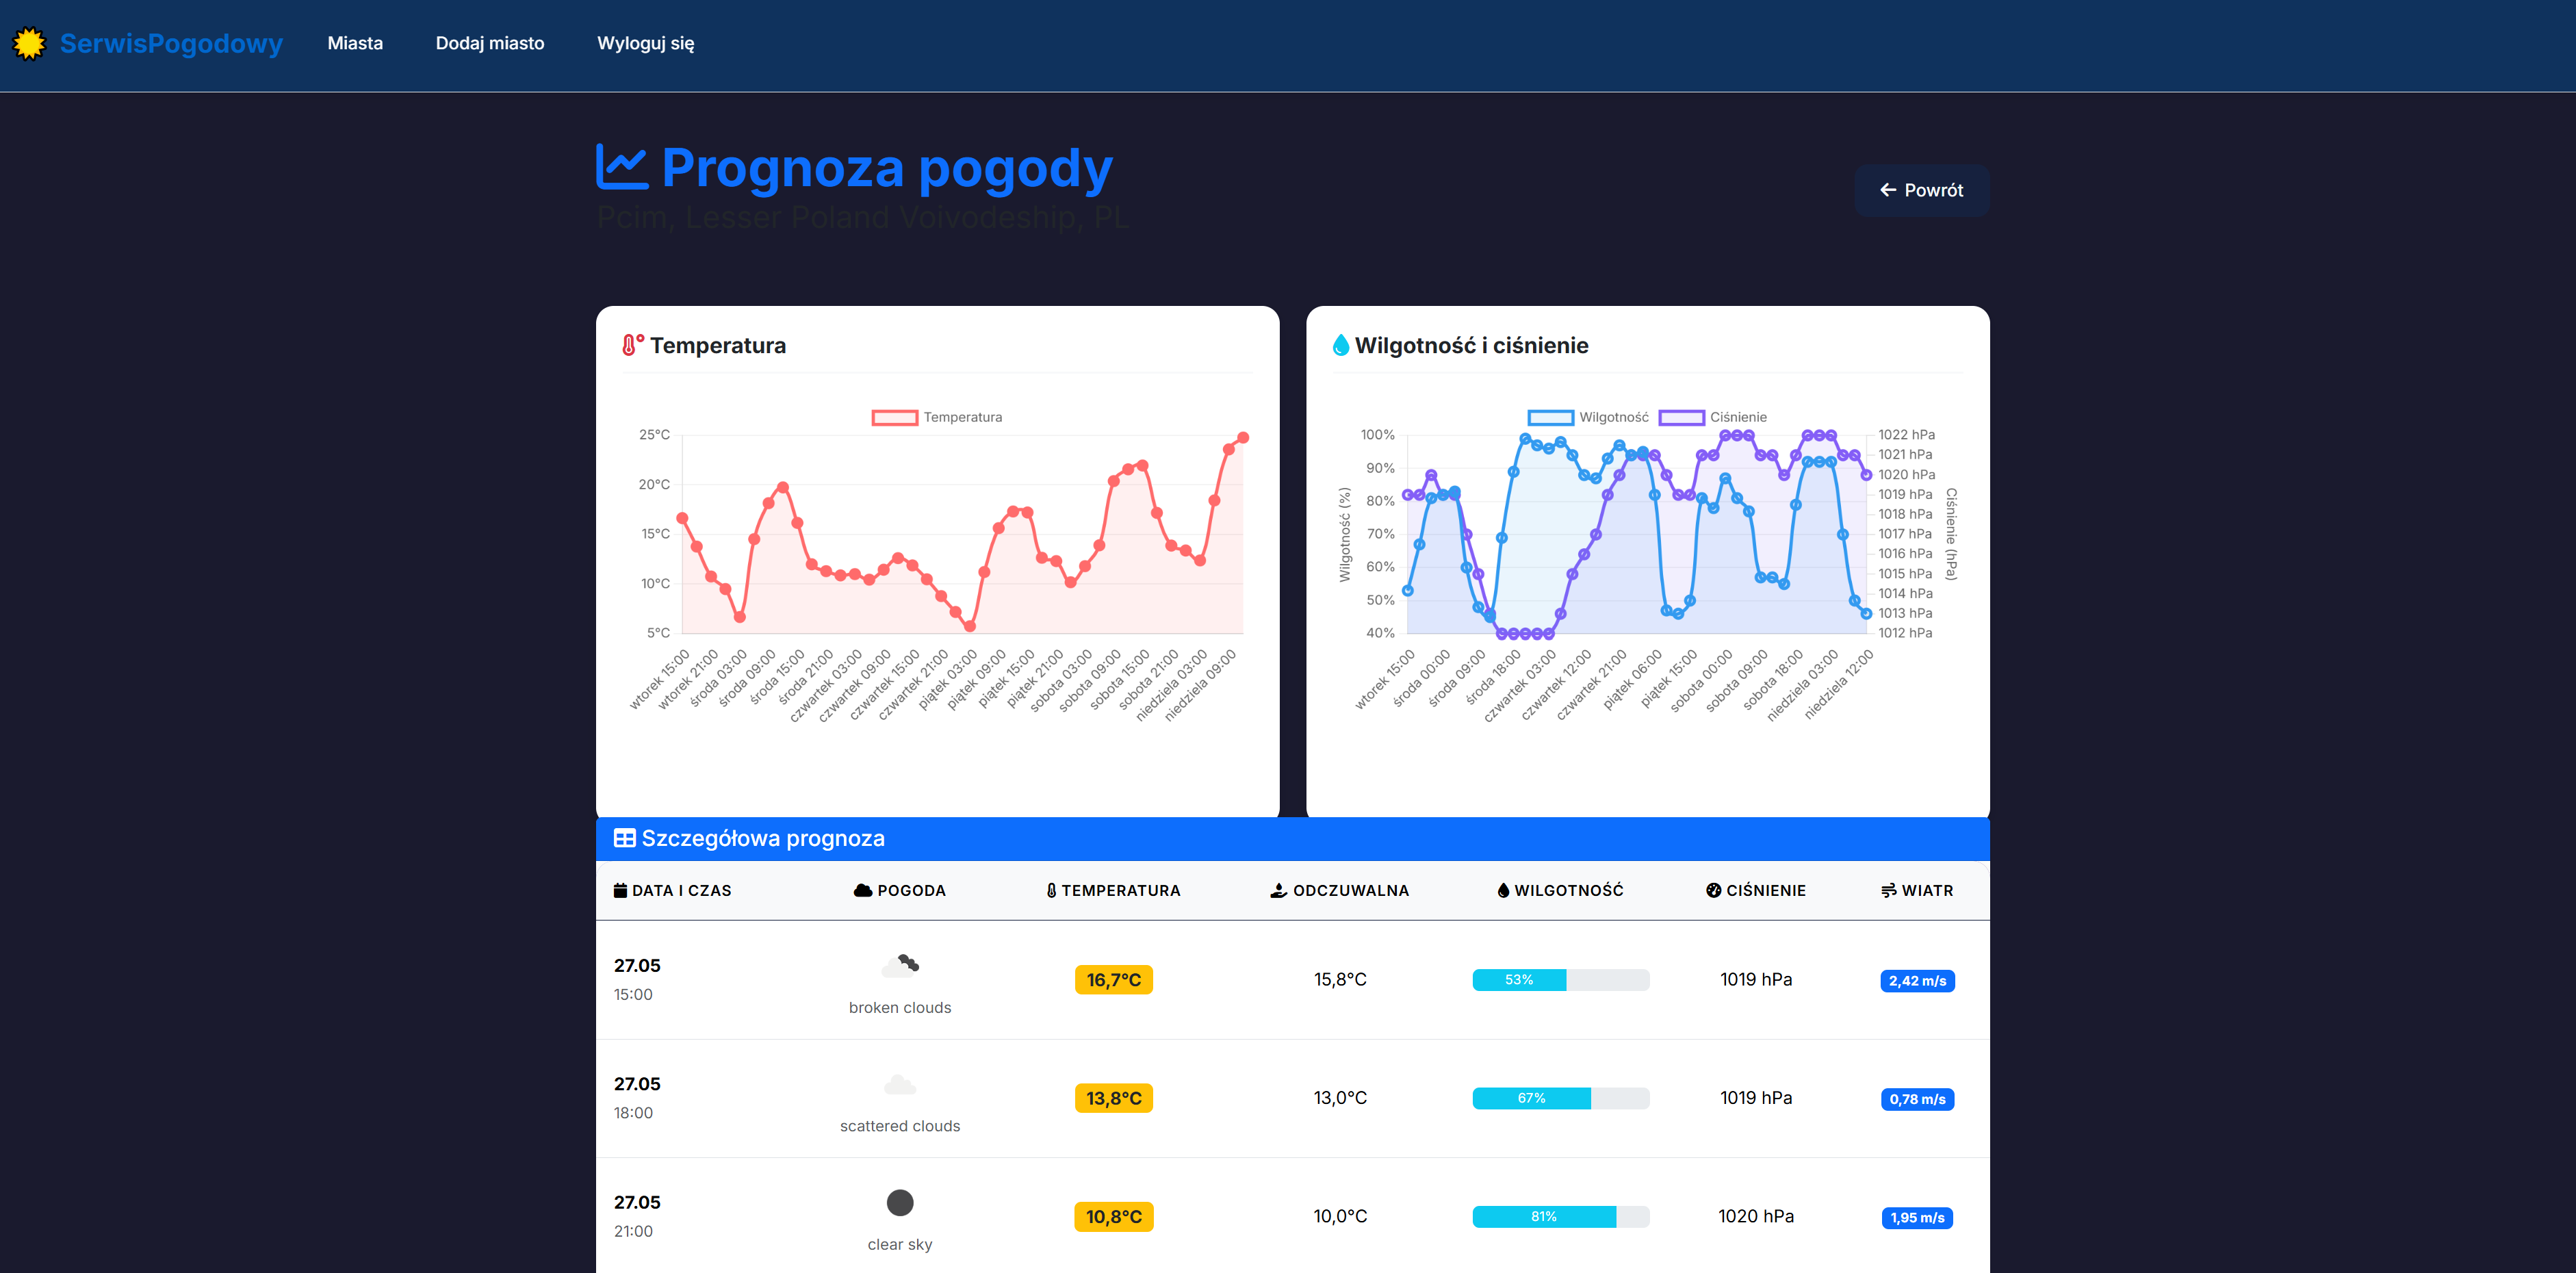 SerwisPogodowy Miasta Dodaj miasto Wyloguj się
Prognoza pogody
Pcim, Lesser Poland Voivodeship, PL
Powrót
Temperatura
Temperatura
25°C
20°C
15°C
10°C
5°C
wtorek 15:00
wtorek 21:00
środa 03:00
środa 09:00
środa 15:00
środa 21:00
czwartek 03:00
czwartek 09:00
czwartek 15:00
czwartek 21:00
piątek 03:00
piątek 09:00
piątek 15:00
piątek 21:00
sobota 03:00
sobota 09:00
sobota 15:00
sobota 21:00
niedziela 03:00
niedziela 09:00
Wilgotność i ciśnienie
Wilgotność Ciśnienie
Wilgotność (%)
100%
90%
80%
70%
60%
50%
40%
1022 hPa
1021 hPa
1020 hPa
1019 hPa
1018 hPa
1017 hPa
1016 hPa
1015 hPa
1014 hPa
1013 hPa
1012 hPa
Ciśnienie (hPa)
wtorek 15:00
środa 00:00
środa 09:00
środa 18:00
czwartek 03:00
czwartek 12:00
czwartek 21:00
piątek 06:00
piątek 15:00
sobota 00:00
sobota 09:00
sobota 18:00
niedziela 03:00
niedziela 12:00
Szczegółowa prognoza
DATA I CZAS POGODA TEMPERATURA ODCZUWALNA WILGOTNOŚĆ CIŚNIENIE WIATR
27.05
15:00
broken clouds
16,7°C 15,8°C 53% 1019 hPa 2,42 m/s
27.05
18:00
scattered clouds
13,8°C 13,0°C 67% 1019 hPa 0,78 m/s
27.05
21:00
clear sky
10,8°C 10,0°C 81% 1020 hPa 1,95 m/s